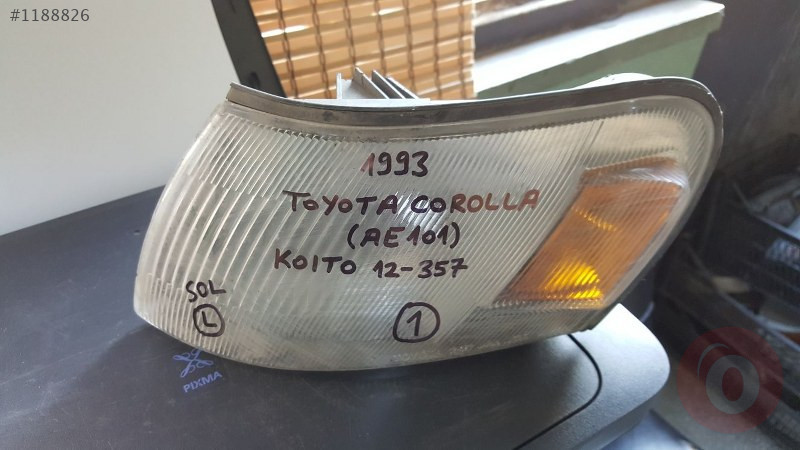 #1188826
1993
TOYOTA COROLLA
(AE101)
KOITO 12-357
SOL
L
1
PIXMA